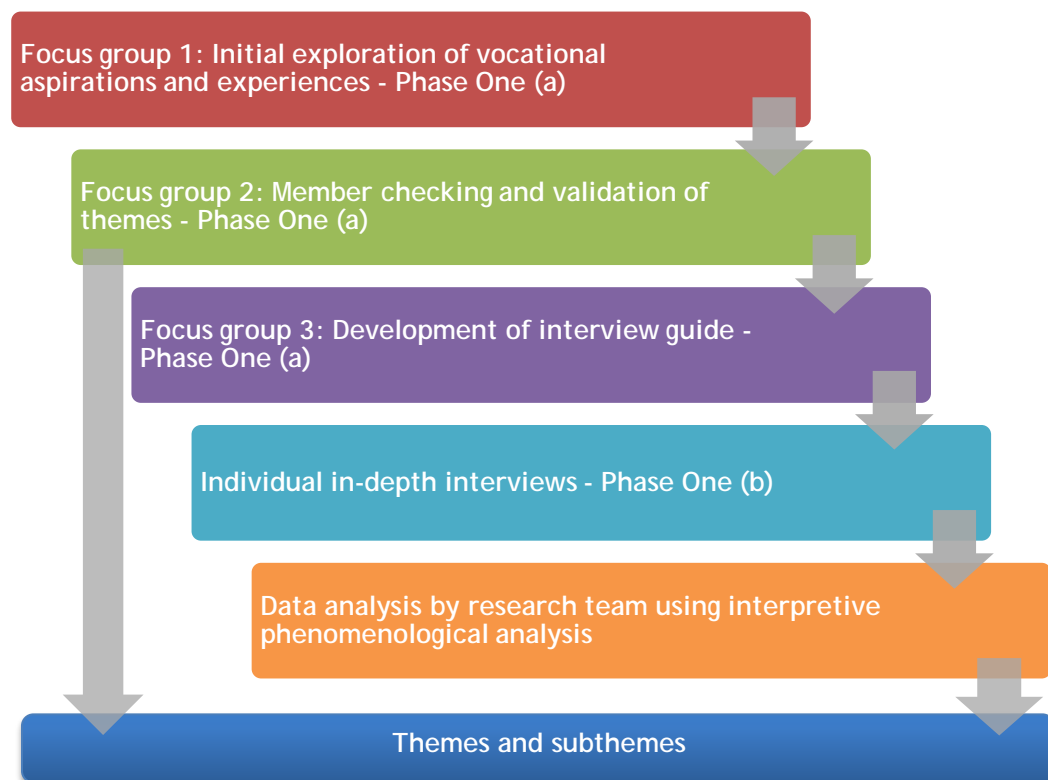 Focus group 1: Initial exploration of vocational
aspirations and experiences - Phase One (a)
Focus group 2: Member checking and validation of
themes - Phase One (a)
Focus group 3: Development of interview guide -
Phase One (a)
Individual in-depth interviews - Phase One (b)
Data analysis by research team using interpretive
phenomenological analysis
Themes and subthemes